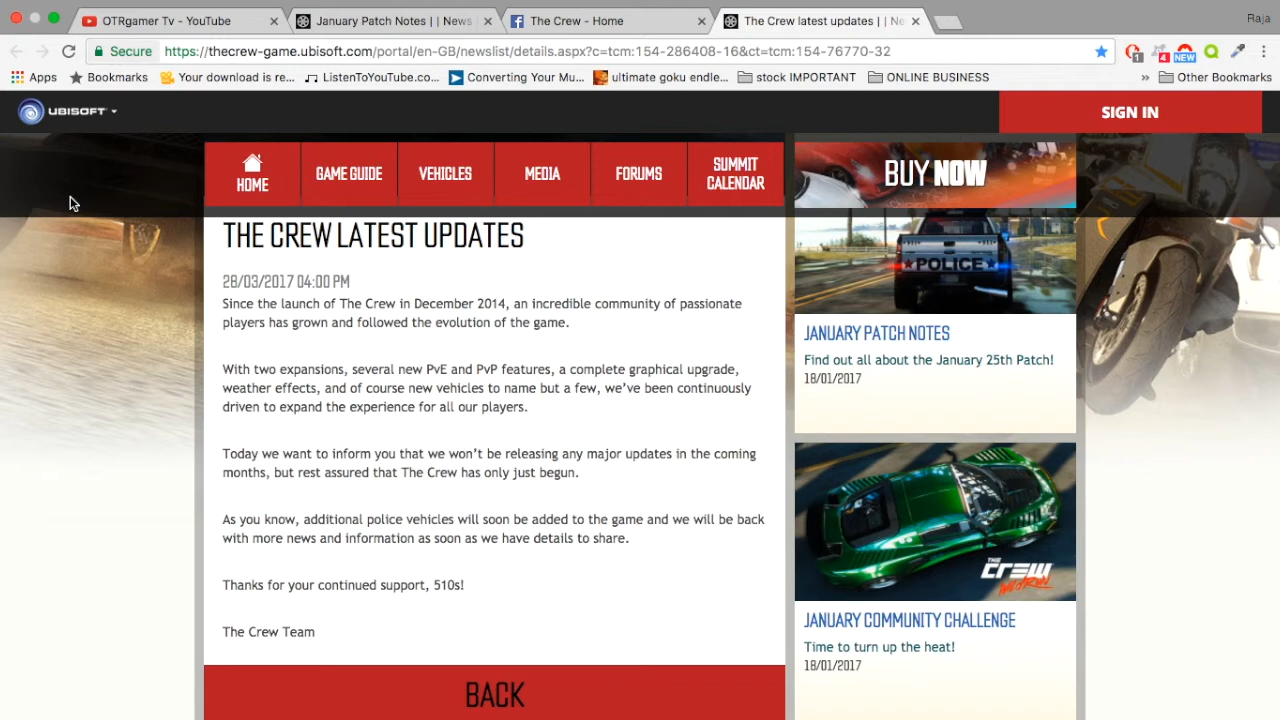 OTRgamer Tv - YouTube
January Patch Notes | | News
The Crew - Home
The Crew latest updates | | Ne
Raja
Secure https://thecrew-game.ubisoft.com/portal/en-GB/newslist/details.aspx?c=tcm:154-286408-16&ct=tcm:154-76770-32
1 4 NEW
Apps Bookmarks Your download is re... ListenToYouTube.co... Converting Your Mu... ultimate goku endle... stock IMPORTANT ONLINE BUSINESS » Other Bookmarks
UBISOFT
SIGN IN
HOME
GAME GUIDE
VEHICLES
MEDIA
FORUMS
SUMMIT
CALENDAR
BUY NOW
THE CREW LATEST UPDATES
28/03/2017 04:00 PM
Since the launch of The Crew in December 2014, an incredible community of passionate
players has grown and followed the evolution of the game.
With two expansions, several new PvE and PvP features, a complete graphical upgrade,
weather effects, and of course new vehicles to name but a few, we've been continuously
driven to expand the experience for all our players.
Today we want to inform you that we won't be releasing any major updates in the coming
months, but rest assured that The Crew has only just begun.
As you know, additional police vehicles will soon be added to the game and we will be back
with more news and information as soon as we have details to share.
Thanks for your continued support, 510s!
The Crew Team
BACK
POLICE
JANUARY PATCH NOTES
Find out all about the January 25th Patch!
18/01/2017
THE
CREW
WILD RUN
JANUARY COMMUNITY CHALLENGE
Time to turn up the heat!
18/01/2017